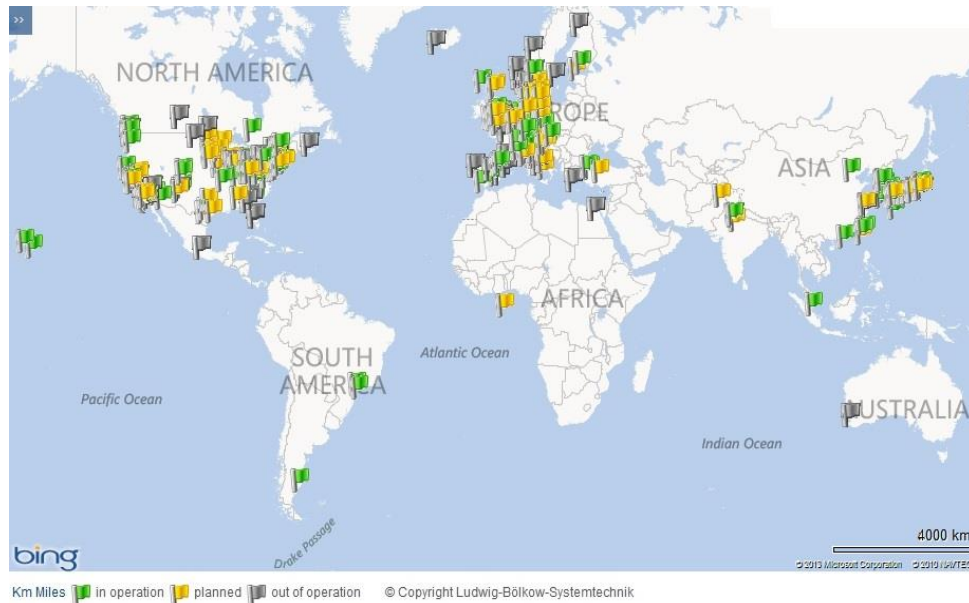 »
NORTH AMERICA
EUROPE
ASIA
AFRICA
Atlantic Ocean
SOUTH
AMERICA
Pacific Ocean
AUSTRALIA
Indian Ocean
Drake Passage
4000 km
bing
© 2013 Microsoft Corporation © 2010 NAVTEC
Km Miles in operation planned out of operation © Copyright Ludwig-Bölkow-Systemtechnik